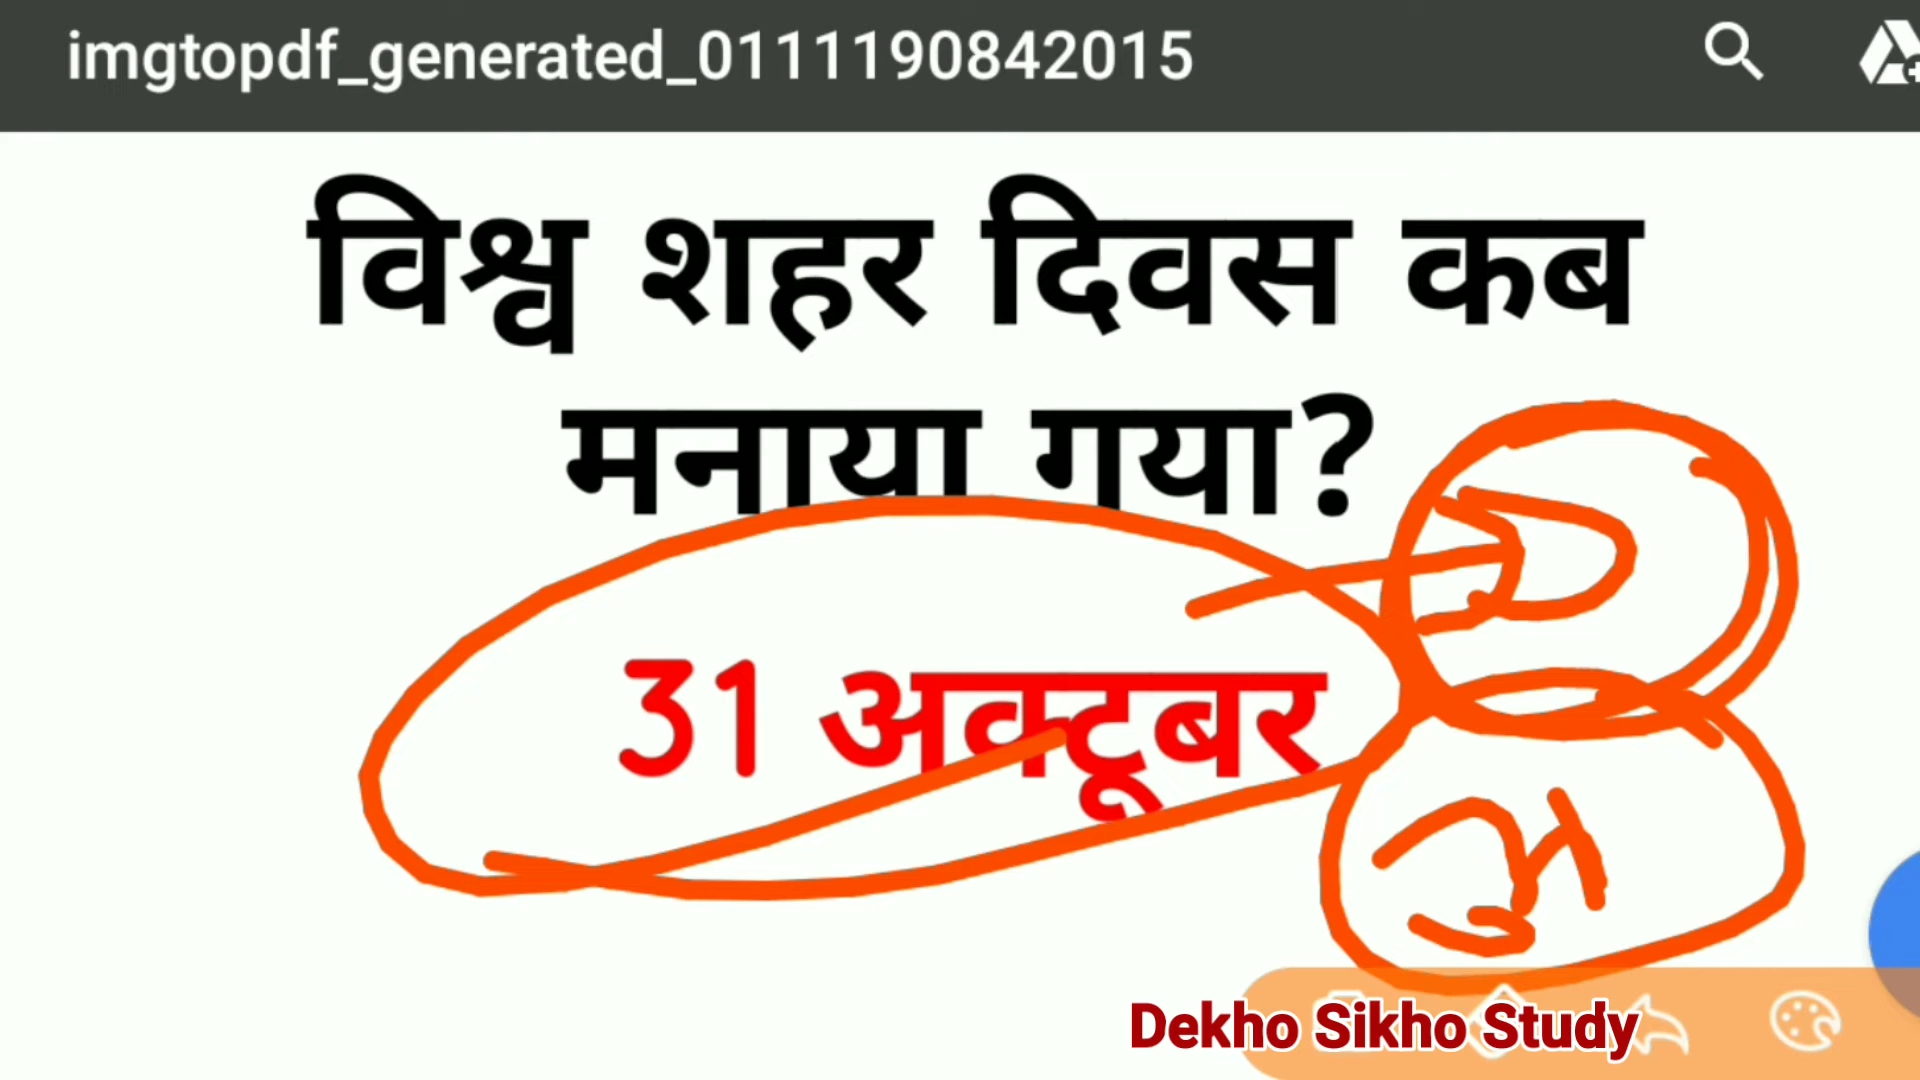 imgtopdf_generated_0111190842015
विश्व शहर दिवस कब
मनाया गया?
31 अक्टूबर
Dekho Sikho Study